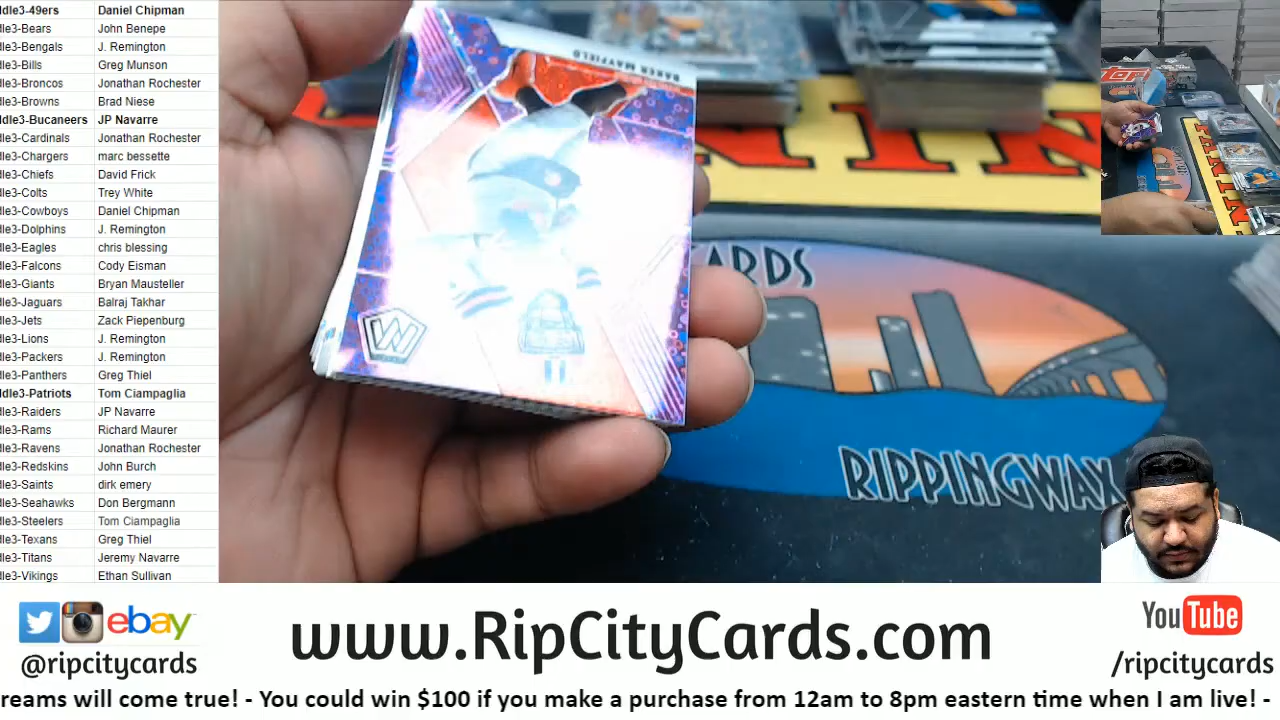 dle3-49ers Daniel Chipman
dle3-Bears John Benepe
dle3-Bengals J. Remington
dle3-Bills Greg Munson
dle3-Broncos Jonathan Rochester
dle3-Browns Brad Niese
dle3-Bucaneers JP Navarre
dle3-Cardinals Jonathan Rochester
dle3-Chargers marc bessette
dle3-Chiefs David Frick
dle3-Colts Trey White
dle3-Cowboys Daniel Chipman
dle3-Dolphins J. Remington
dle3-Eagles chris blessing
dle3-Falcons Cody Eisman
dle3-Giants Bryan Mausteller
dle3-Jaguars Balraj Takhar
dle3-Jets Zack Piepenburg
dle3-Lions J. Remington
dle3-Packers J. Remington
dle3-Panthers Greg Thiel
dle3-Patriots Tom Ciampaglia
dle3-Raiders JP Navarre
dle3-Rams Richard Maurer
dle3-Ravens Jonathan Rochester
dle3-Redskins John Burch
dle3-Saints dirk emery
dle3-Seahawks Don Bergmann
dle3-Steelers Tom Ciampaglia
dle3-Texans Greg Thiel
dle3-Titans Jeremy Navarre
dle3-Vikings Ethan Sullivan
BAKER MAYFIELD
W
CARDS
RIPPINGWAX
ebay
@ripcitycards
www.RipCityCards.com
YouTube
/ripcitycards
reams will come true! - You could win $100 if you make a purchase from 12am to 8pm eastern time when I am live! -